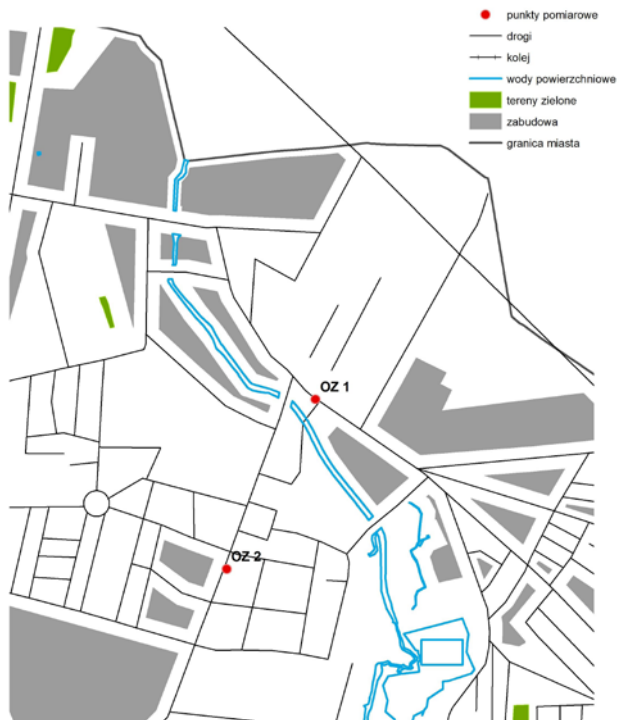 punkty pomiarowe
drogi
kolej
wody powierzchniowe
tereny zielone
zabudowa
granica miasta
OZ 1
OZ 2